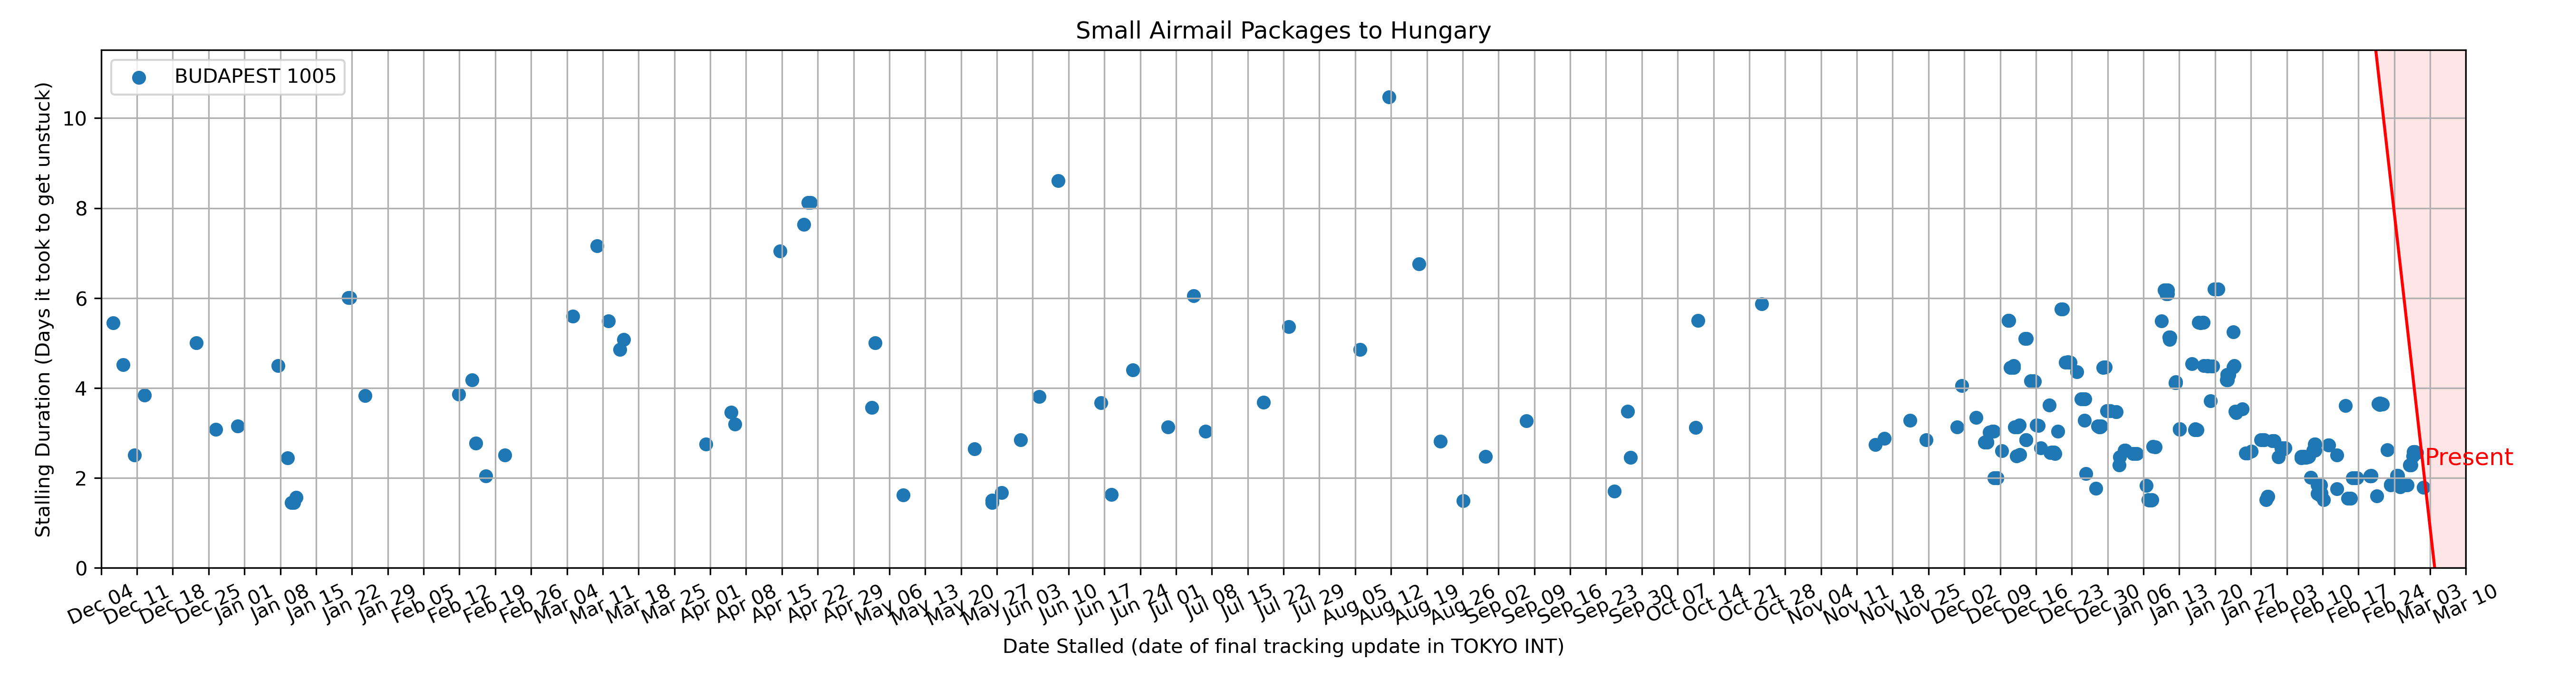 Small Airmail Packages to Hungary
BUDAPEST 1005
Stalling Duration (Days it took to get unstuck)
10
8
6
4
2
0
Present
Dec 04
Dec 11
Dec 18
Dec 25
Jan 01
Jan 08
Jan 15
Jan 22
Jan 29
Feb 05
Feb 12
Feb 19
Feb 26
Mar 04
Mar 11
Mar 18
Mar 25
Apr 01
Apr 08
Apr 15
Apr 22
Apr 29
May 06
May 13
May 20
May 27
Jun 03
Jun 10
Jun 17
Jun 24
Jul 01
Jul 08
Jul 15
Jul 22
Jul 29
Aug 05
Aug 12
Aug 19
Aug 26
Sep 02
Sep 09
Sep 16
Sep 23
Sep 30
Oct 07
Oct 14
Oct 21
Oct 28
Nov 04
Nov 11
Nov 18
Nov 25
Dec 02
Dec 09
Dec 16
Dec 23
Dec 30
Jan 06
Jan 13
Jan 20
Jan 27
Feb 03
Feb 10
Feb 17
Feb 24
Mar 03
Mar 10
Date Stalled (date of final tracking update in TOKYO INT)